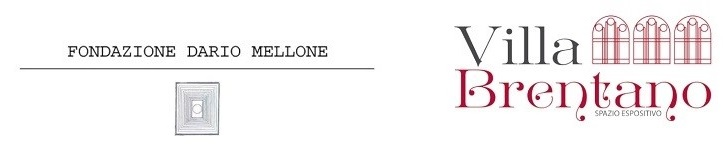 FONDAZIONE DARIO MELLONE
Villa
Brentano
SPAZIO ESPOSITIVO